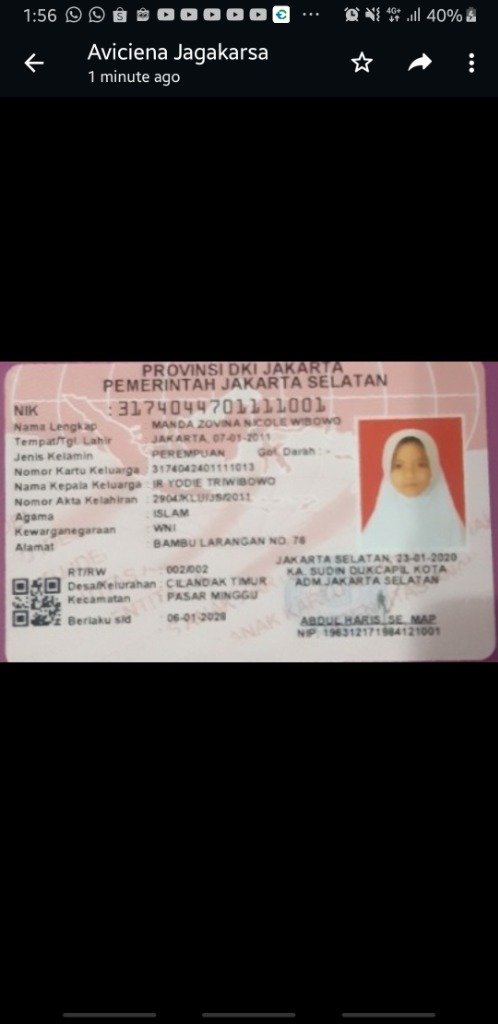 1:56 4G+ 40%
Aviciena Jagakarsa
1 minute ago
PROVINSI DKI JAKARTA
PEMERINTAH JAKARTA SELATAN
NIK : 3174044701111001
Nama Lengkap : MANDA ZOVINA NICOLE WIBOWO
Tempat/Tgl. Lahir : JAKARTA, 07-01-2011
Jenis Kelamin : PEREMPUAN Gol. Darah : -
Nomor Kartu Keluarga : 3174042401111013
Nama Kepala Keluarga : IR YODIE TRIWIBOWO
Nomor Akta Kelahiran :
Agama : ISLAM
Kewarganegaraan : WNI
Alamat : BAMBU LARANGAN NO. 76
RT/RW : 002/002
Desa/Kelurahan : CILANDAK TIMUR
Kecamatan : PASAR MINGGU
Berlaku s/d : 06-01-2028
JAKARTA SELATAN, 23-01-2020
KA. SUDIN DUKCAPIL KOTA
ADM.JAKARTA SELATAN
ABDUL HARIS, SE, MAP
NIP. 196312171984121001